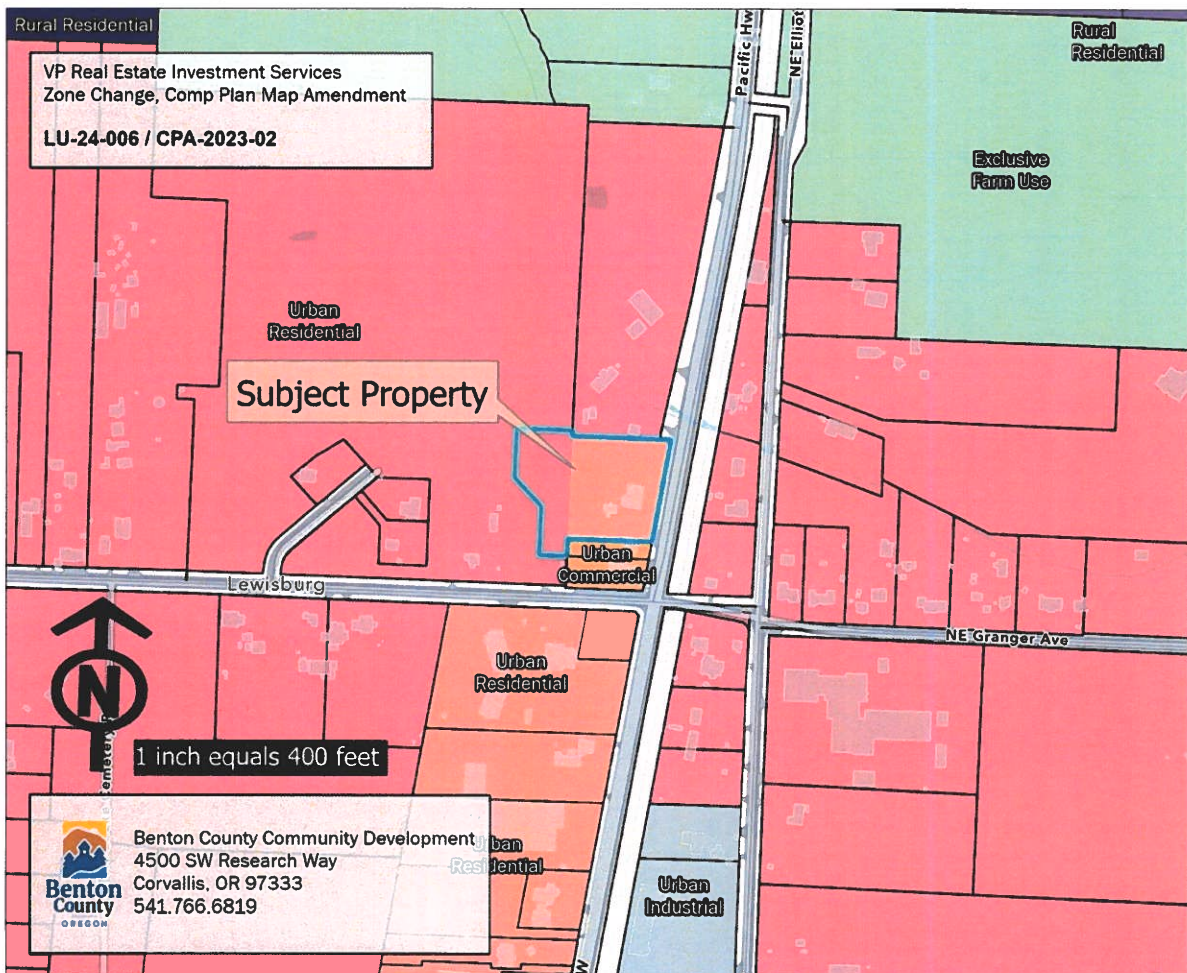 Rural Residential
VP Real Estate Investment Services
Zone Change, Comp Plan Map Amendment
LU-24-006 / CPA-2023-02
Pacific Hw
NE Elliot
Rural
Residential
Exclusive
Farm Use
Urban
Residential
Subject Property
Urban
Commercial
Lewisburg
NE Granger Ave
Urban
Residential
N
1 inch equals 400 feet
Benton County Community Development
4500 SW Research Way
Corvallis, OR 97333
541.766.6819
Benton
County
OREGON
Urban
Residential
Urban
Industrial
W